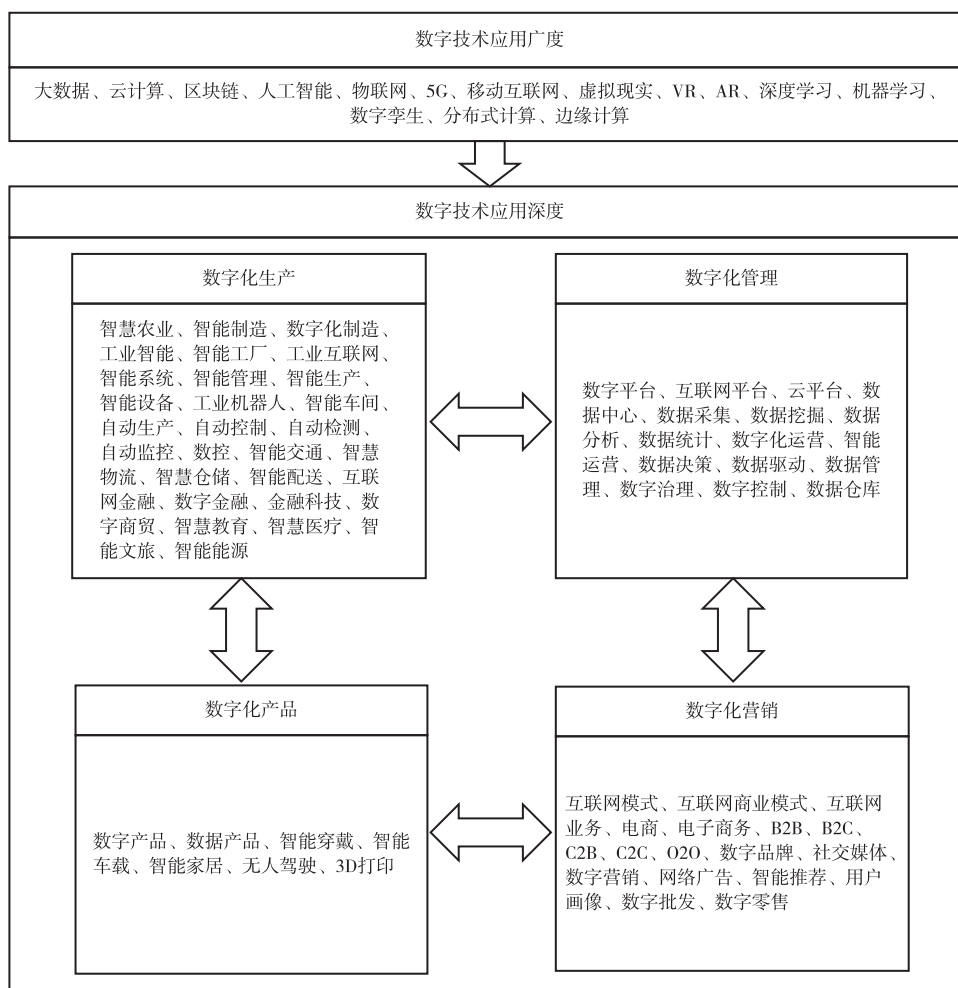 数字技术应用广度
大数据、云计算、区块链、人工智能、物联网、5G、移动互联网、虚拟现实、VR、AR、深度学习、机器学习、
数字孪生、分布式计算、边缘计算
数字技术应用深度
数字化生产
智慧农业、智能制造、数字化制造、
工业智能、智能工厂、工业互联网、
智能系统、智能管理、智能生产、
智能设备、工业机器人、智能车间、
自动生产、自动控制、自动检测、
自动监控、数控、智能交通、智慧
物流、智慧仓储、智能配送、互联
网金融、数字金融、金融科技、数
字商贸、智慧教育、智慧医疗、智
能文旅、智能能源
数字化管理
数字平台、互联网平台、云平台、数
据中心、数据采集、数据挖掘、数据
分析、数据统计、数字化运营、智能
运营、数据决策、数据驱动、数据管
理、数字治理、数字控制、数据仓库
数字化产品
数字产品、数据产品、智能穿戴、智能
车载、智能家居、无人驾驶、3D打印
数字化营销
互联网模式、互联网商业模式、互联网
业务、电商、电子商务、B2B、B2C、
C2B、C2C、O2O、数字品牌、社交媒体、
数字营销、网络广告、智能推荐、用户
画像、数字批发、数字零售